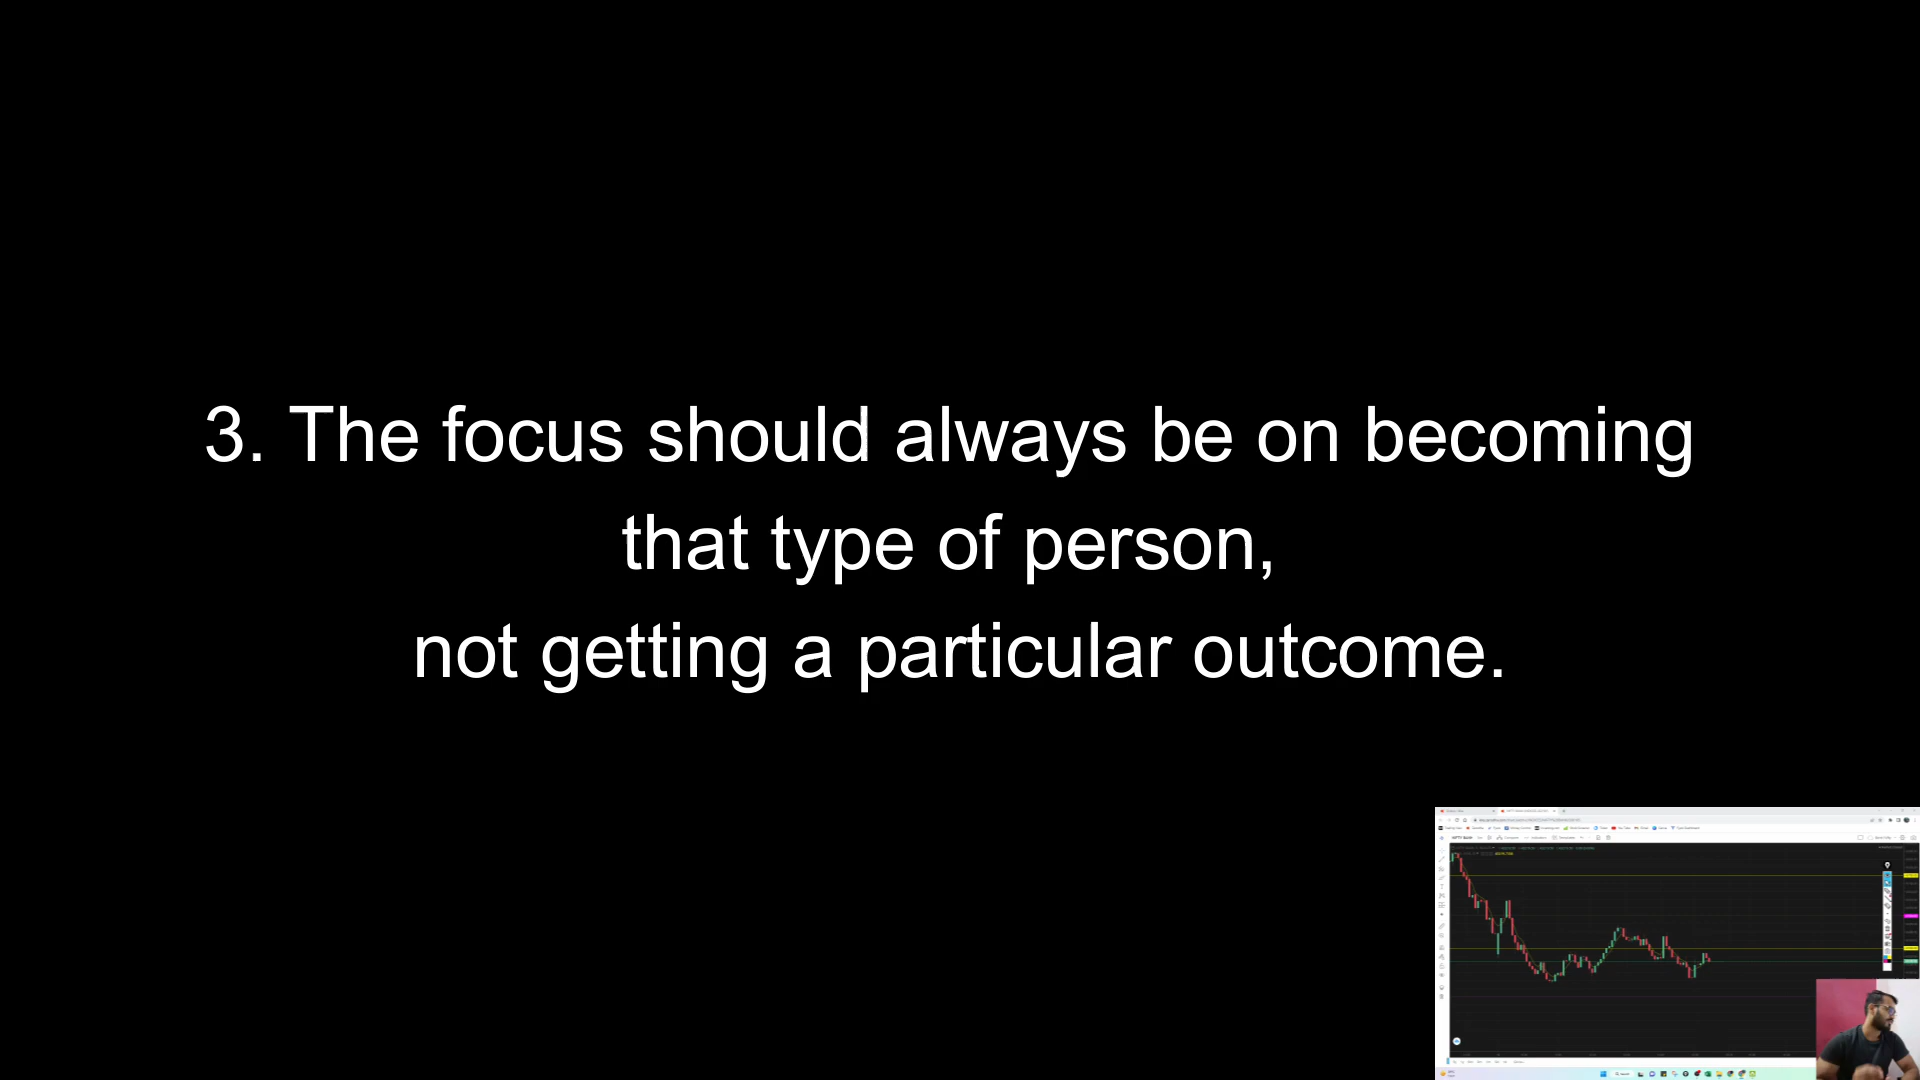 3. The focus should always be on becoming
that type of person,
not getting a particular outcome.